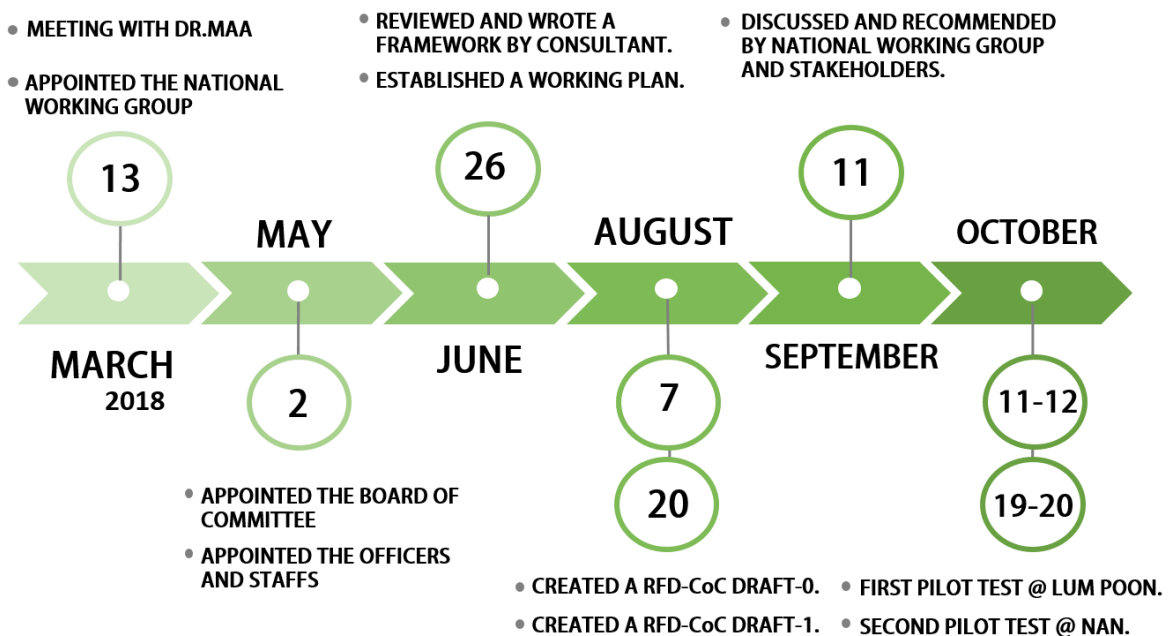 • MEETING WITH DR.MAA
• APPOINTED THE NATIONAL
WORKING GROUP
13
MARCH
2018
MAY
2
• APPOINTED THE BOARD OF
COMMITTEE
• APPOINTED THE OFFICERS
AND STAFFS
• REVIEWED AND WROTE A
FRAMEWORK BY CONSULTANT.
• ESTABLISHED A WORKING PLAN.
26
JUNE
AUGUST
7
20
• CREATED A RFD-CoC DRAFT-0.
• CREATED A RFD-CoC DRAFT-1.
• DISCUSSED AND RECOMMENDED
BY NATIONAL WORKING GROUP
AND STAKEHOLDERS.
11
SEPTEMBER
OCTOBER
11-12
19-20
• FIRST PILOT TEST @ LUM POON.
• SECOND PILOT TEST @ NAN.